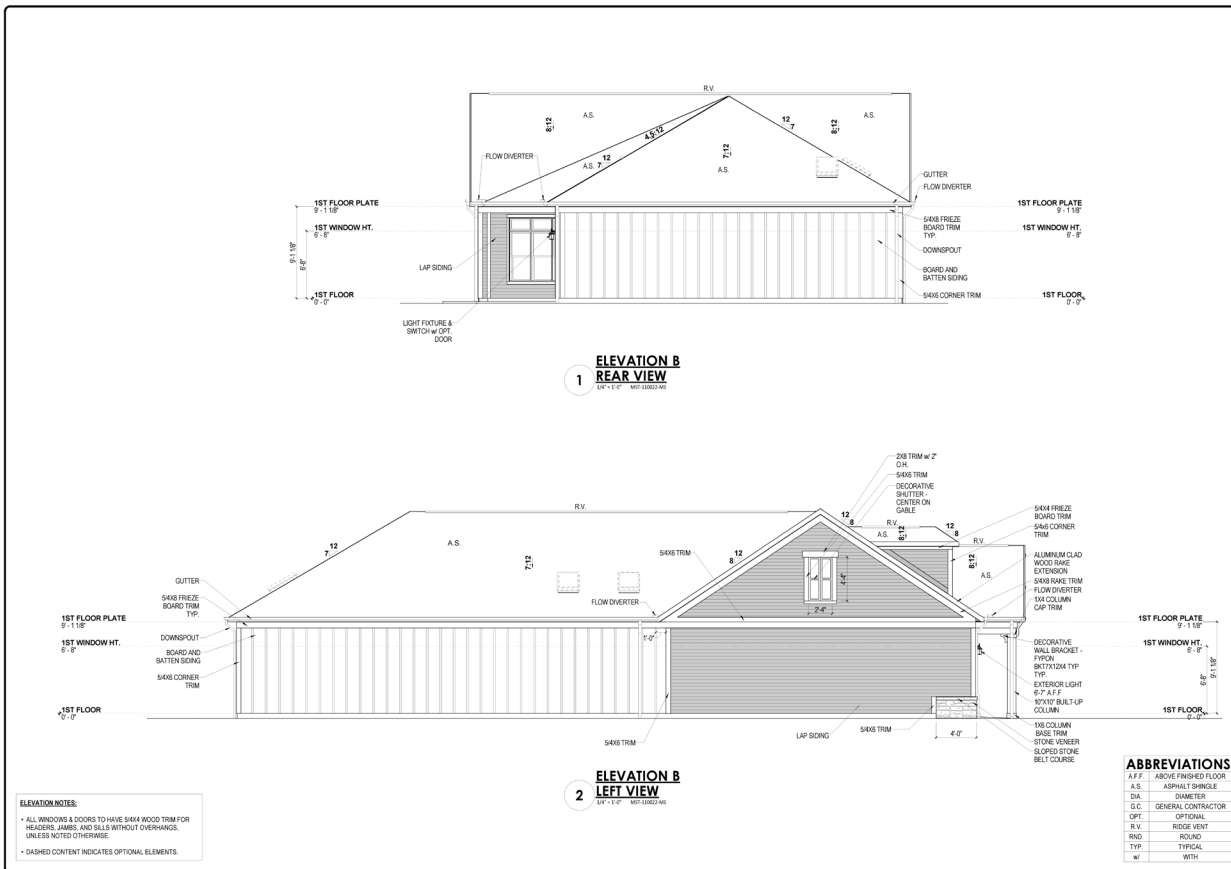 R.V.
A.S.
8:12
4.5:12
12
7
8:12
A.S.
FLOW DIVERTER
A.S.
12
7
7:12
A.S.
GUTTER
FLOW DIVERTER
1ST FLOOR PLATE
9' - 1 1/8"
1ST WINDOW HT.
6' - 8"
9'-1 1/8"
6'-8"
1ST FLOOR
0' - 0"
LAP SIDING
LIGHT FIXTURE &
SWITCH w/ OPT.
DOOR
5/4X8 FRIEZE
BOARD TRIM
TYP.
DOWNSPOUT
BOARD AND
BATTEN SIDING
5/4X6 CORNER TRIM
1ST FLOOR PLATE
9' - 1 1/8"
1ST WINDOW HT.
6' - 8"
1ST FLOOR
0' - 0"
1
ELEVATION B
REAR VIEW
1/4" = 1'-0" MST-110022-MS
2X8 TRIM w/ 2"
O.H.
5/4X6 TRIM
DECORATIVE
SHUTTER -
CENTER ON
GABLE
R.V.
12
7
A.S.
7:12
12
8
12
8
R.V.
A.S.
8:12
12
8
R.V.
8:12
A.S.
5/4X4 FRIEZE
BOARD TRIM
5/4x6 CORNER
TRIM
ALUMINUM CLAD
WOOD RAKE
EXTENSION
5/4X8 RAKE TRIM
FLOW DIVERTER
1X4 COLUMN
CAP TRIM
5/4X6 TRIM
4'-4"
2'-4"
FLOW DIVERTER
1'-0"
GUTTER
5/4X8 FRIEZE
BOARD TRIM
TYP.
DOWNSPOUT
BOARD AND
BATTEN SIDING
5/4X6 CORNER
TRIM
1ST FLOOR PLATE
9' - 1 1/8"
1ST WINDOW HT.
6' - 8"
1ST FLOOR
0' - 0"
DECORATIVE
WALL BRACKET -
FYPON
BKT7X12X4 TYP
TYP.
EXTERIOR LIGHT
6'-7" A.F.F
10"X10" BUILT-UP
COLUMN
1X6 COLUMN
BASE TRIM
STONE VENEER
SLOPED STONE
BELT COURSE
1ST FLOOR PLATE
9' - 1 1/8"
1ST WINDOW HT.
6' - 8"
6'-8"
9'-1 1/8"
1ST FLOOR
0' - 0"
5/4X6 TRIM
LAP SIDING
5/4X6 TRIM
4'-0"
2
ELEVATION B
LEFT VIEW
1/4" = 1'-0" MST-110022-MS
ELEVATION NOTES:
• ALL WINDOWS & DOORS TO HAVE 5/4X4 WOOD TRIM FOR
HEADERS, JAMBS, AND SILLS WITHOUT OVERHANGS,
UNLESS NOTED OTHERWISE.
• DASHED CONTENT INDICATES OPTIONAL ELEMENTS.
ABBREVIATIONS
A.F.F. ABOVE FINISHED FLOOR
A.S. ASPHALT SHINGLE
DIA. DIAMETER
G.C. GENERAL CONTRACTOR
OPT. OPTIONAL
R.V. RIDGE VENT
RND. ROUND
TYP. TYPICAL
w/ WITH